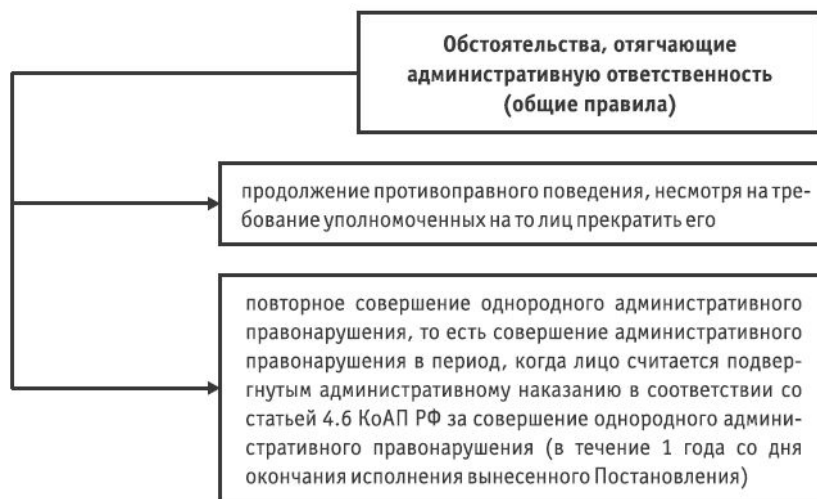 Обстоятельства, отягчающие
административную ответственность
(общие правила)
продолжение противоправного поведения, несмотря на тре-
бование уполномоченных на то лиц прекратить его
повторное совершение однородного административного
правонарушения, то есть совершение административного
правонарушения в период, когда лицо считается подвер-
гнутым административному наказанию в соответствии со
статьей 4.6 КоАП РФ за совершение однородного админи-
стративного правонарушения (в течение 1 года со дня
окончания исполнения вынесенного Постановления)